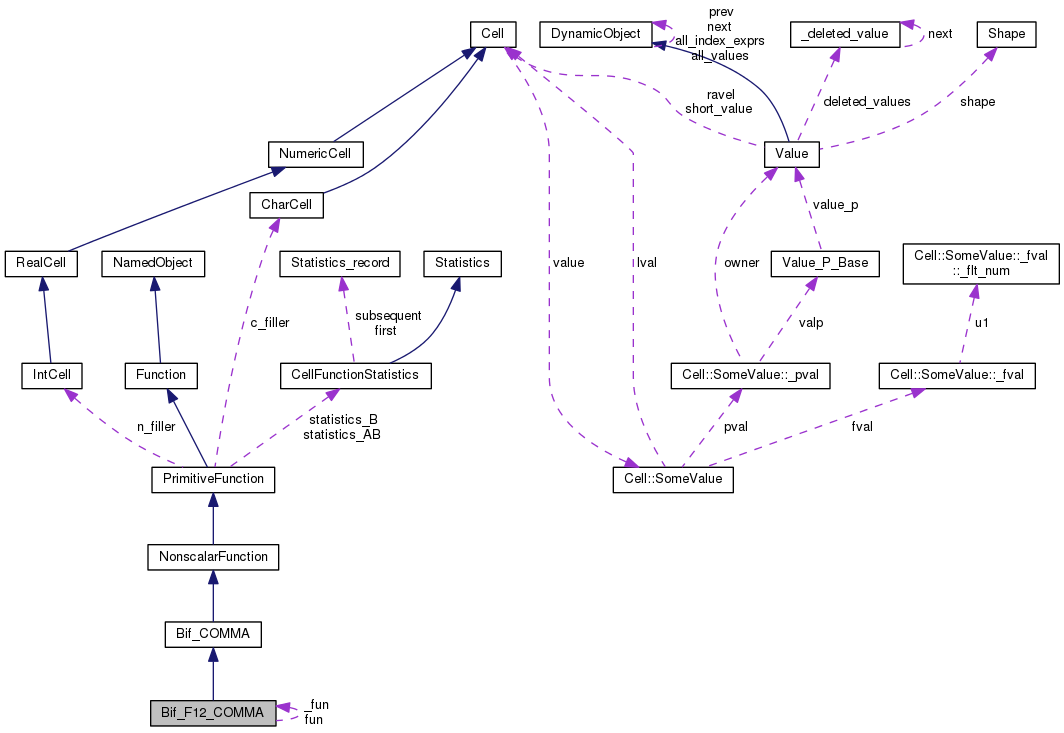 prev
next
all_index_exprs
all_values
Cell
DynamicObject
_deleted_value
next
Shape
ravel
short_value
deleted_values
shape
NumericCell
Value
CharCell
value_p
RealCell
NamedObject
Statistics_record
Statistics
value
lval
owner
Value_P_Base
Cell::SomeValue::_fval
::_flt_num
c_filler
subsequent
first
valp
u1
IntCell
Function
CellFunctionStatistics
Cell::SomeValue::_pval
Cell::SomeValue::_fval
n_filler
statistics_B
statistics_AB
pval
fval
PrimitiveFunction
Cell::SomeValue
NonscalarFunction
Bif_COMMA
Bif_F12_COMMA
_fun
fun